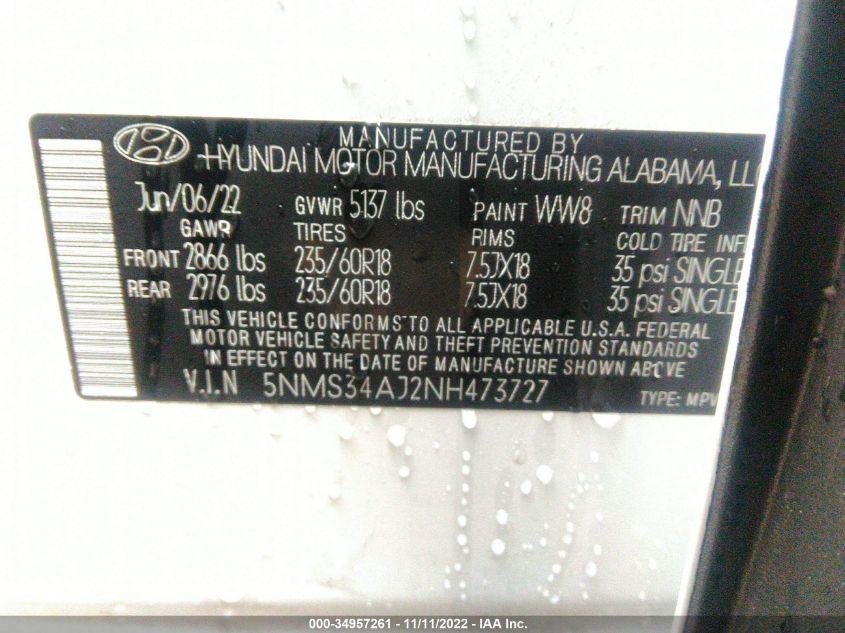 MANUFACTURED BY
HYUNDAI MOTOR MANUFACTURING ALABAMA, LLC
Jun/06/22 GVWR 5137 lbs PAINT WW8 TRIM NNB
GAWR TIRES RIMS COLD TIRE INF
FRONT 2866 lbs 235/60R18 7.5JX18 35 psi SINGLE
REAR 2976 lbs 235/60R18 7.5JX18 35 psi SINGLE
THIS VEHICLE CONFORMS TO ALL APPLICABLE U.S.A. FEDERAL
MOTOR VEHICLE SAFETY AND THEFT PREVENTION STANDARDS
IN EFFECT ON THE DATE OF MANUFACTURE SHOWN ABOVE
V.I.N 5NMS34AJ2NH473727 TYPE: MPV
000-34957261 - 11/11/2022 - IAA Inc.